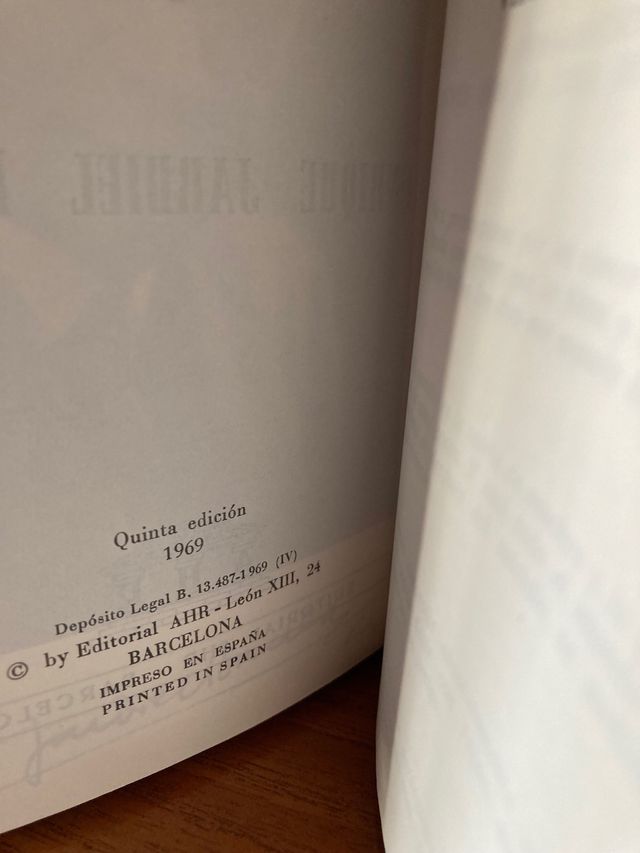 Quinta edición
1969
Depósito Legal B. 13.487-1969 (IV)
© by Editorial AHR - León XIII, 24
BARCELONA
IMPRESO EN ESPAÑA
PRINTED IN SPAIN